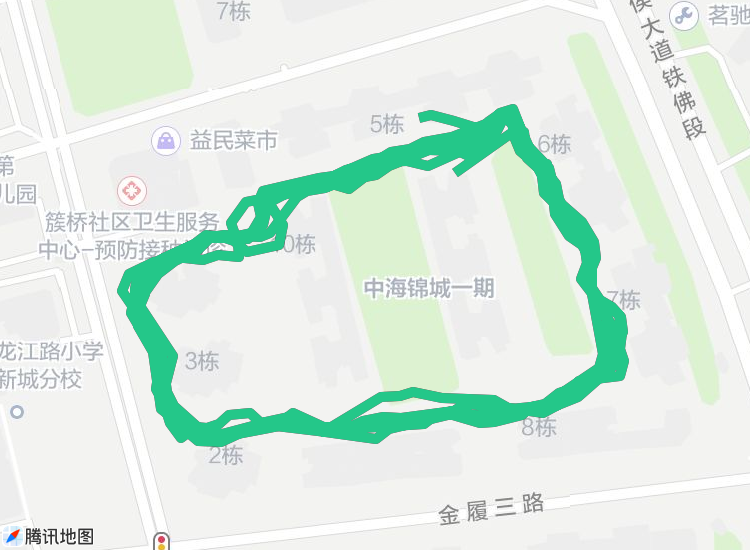 7栋
茗驰
大道铁佛段
5栋
益民菜市
6栋
第
儿园
簇桥社区卫生服务
中心-预防接种
0栋
中海锦城一期
7栋
龙江路小学
新城分校
3栋
8栋
2栋
金履三路
腾讯地图